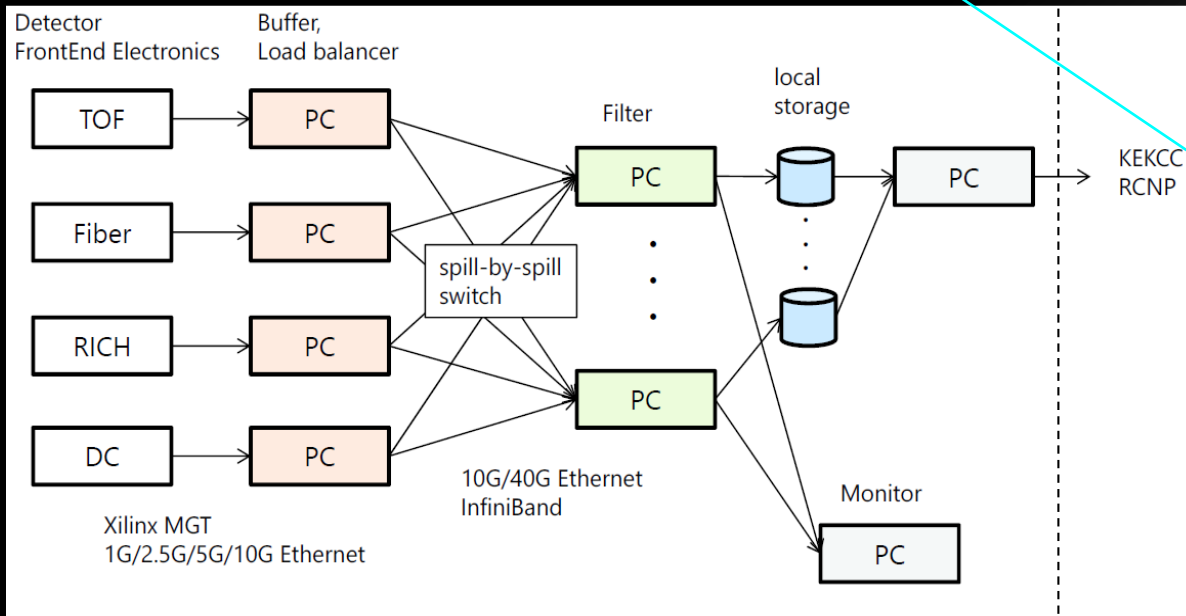 Detector
FrontEnd Electronics
Buffer,
Load balancer
TOF
PC
Fiber
PC
RICH
PC
DC
PC
Xilinx MGT
1G/2.5G/5G/10G Ethernet
spill-by-spill
switch
10G/40G Ethernet
InfiniBand
Filter
PC
PC
local
storage
PC
Monitor
PC
KEKCC
RCNP